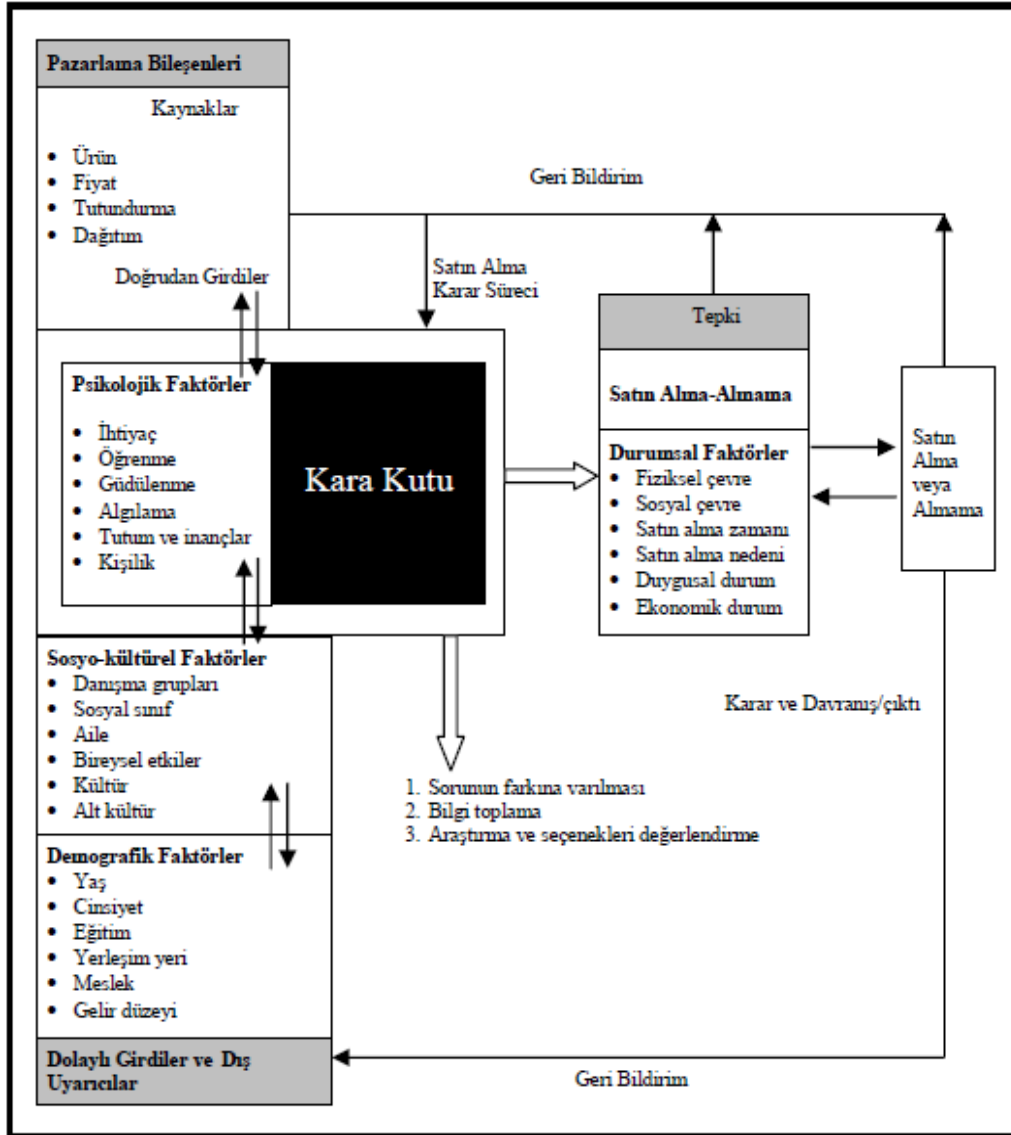 Pazarlama Bileşenleri
Kaynaklar
• Ürün
• Fiyat
• Tutundurma
• Dağıtım
Doğrudan Girdiler
Geri Bildirim
Satın Alma
Karar Süreci
Psikolojik Faktörler
• İhtiyaç
• Öğrenme
• Güdülenme
• Algılama
• Tutum ve inançlar
• Kişilik
Kara Kutu
Tepki
Satın Alma-Almama
Durumsal Faktörler
• Fiziksel çevre
• Sosyal çevre
• Satın alma zamanı
• Satın alma nedeni
• Duygusal durum
• Ekonomik durum
Satın
Alma
veya
Almama
Sosyo-kültürel Faktörler
• Danışma grupları
• Sosyal sınıf
• Aile
• Bireysel etkiler
• Kültür
• Alt kültür
Karar ve Davranış/çıktı
1. Sorunun farkına varılması
2. Bilgi toplama
3. Araştırma ve seçenekleri değerlendirme
Demografik Faktörler
• Yaş
• Cinsiyet
• Eğitim
• Yerleşim yeri
• Meslek
• Gelir düzeyi
Dolaylı Girdiler ve Dış
Uyarıcılar
Geri Bildirim